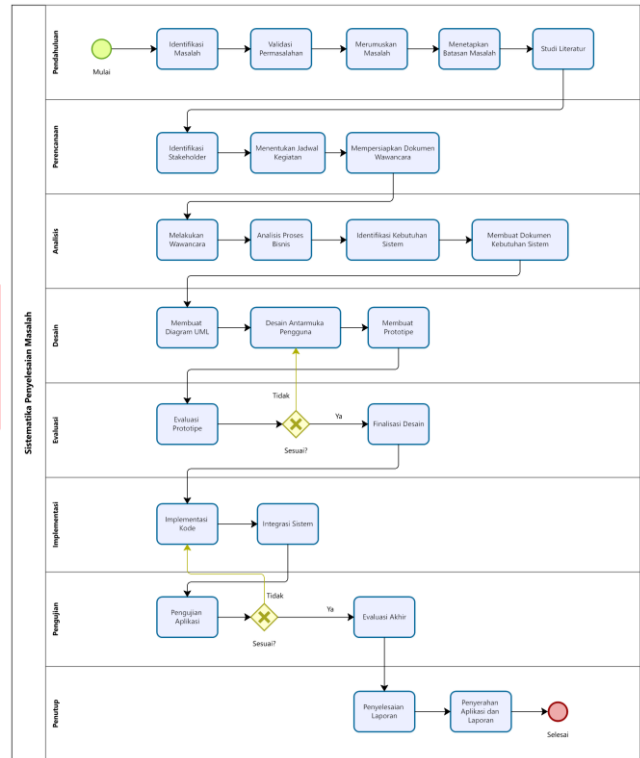 Sistematika Penyelesaian Masalah
Pendahuluan
Mulai
Identifikasi
Masalah
Validasi
Permasalahan
Merumuskan
Masalah
Menetapkan
Batasan Masalah
Studi Literatur
Perencanaan
Identifikasi
Stakeholder
Menentukan Jadwal
Kegiatan
Mempersiapkan Dokumen
Wawancara
Analisis
Melakukan
Wawancara
Analisis Proses
Bisnis
Identifikasi Kebutuhan
Sistem
Membuat Dokumen
Kebutuhan Sistem
Desain
Membuat
Diagram UML
Desain Antarmuka
Pengguna
Membuat
Prototipe
Evaluasi
Evaluasi
Prototipe
Tidak
Sesuai?
Ya
Finalisasi Desain
Implementasi
Implementasi
Kode
Integrasi Sistem
Pengujian
Pengujian
Aplikasi
Tidak
Sesuai?
Ya
Evaluasi Akhir
Penutup
Penyelesaian
Laporan
Penyerahan
Aplikasi dan
Laporan
Selesai